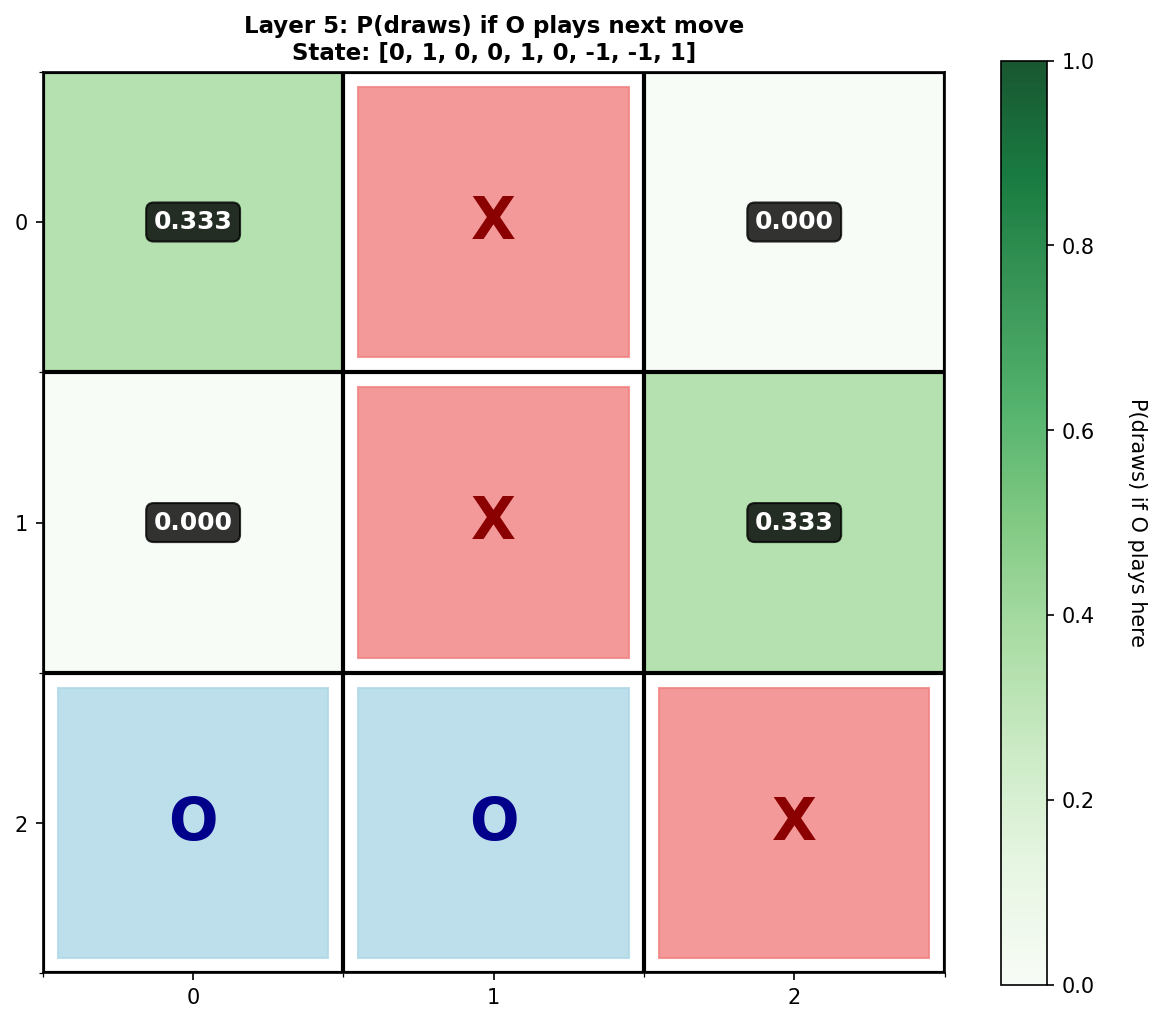 Layer 5: P(draws) if O plays next move
State: [0, 1, 0, 0, 1, 0, -1, -1, 1]
0.333 X 0.000
0
0.000 X 0.333
1
O O X
2
0 1 2
1.0
0.8
0.6
0.4
0.2
0.0
P(draws) if O plays here